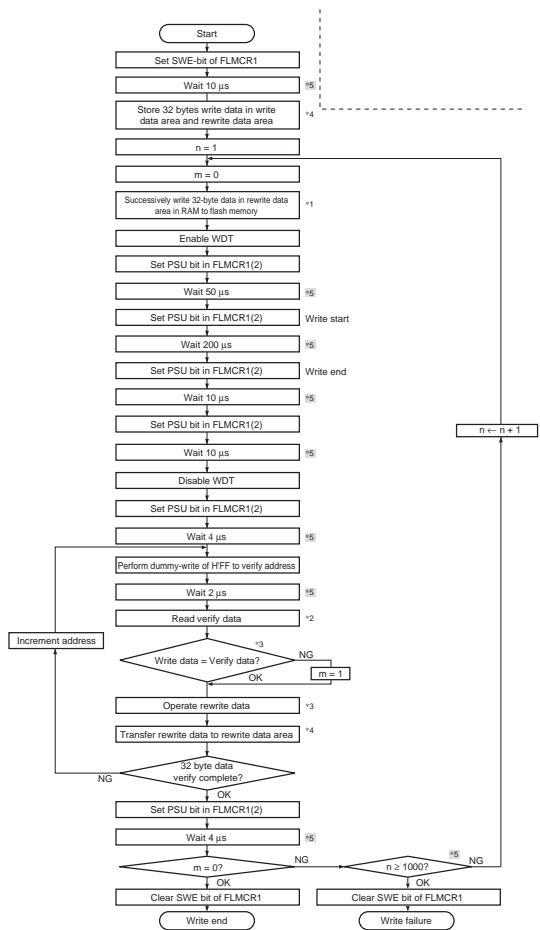 Start
Set SWE-bit of FLMCR1
Wait 10 µs *5
Store 32 bytes write data in write
data area and rewrite data area *4
n = 1
m = 0
Successively write 32-byte data in rewrite data
area in RAM to flash memory *1
Enable WDT
Set PSU bit in FLMCR1(2)
Wait 50 µs *5
Set PSU bit in FLMCR1(2) Write start
Wait 200 µs *5
Set PSU bit in FLMCR1(2) Write end
Wait 10 µs *5
Set PSU bit in FLMCR1(2)
n ← n + 1
Wait 10 µs *5
Disable WDT
Set PSU bit in FLMCR1(2)
Wait 4 µs *5
Perform dummy-write of H'FF to verify address
Wait 2 µs *5
Read verify data *2
Increment address
*3
Write data = Verify data? NG
m = 1
OK
Operate rewrite data *3
Transfer rewrite data to rewrite data area *4
32 byte data
verify complete?
NG
OK
Set PSU bit in FLMCR1(2)
Wait 4 µs *5
*5
m = 0? NG n ≥ 1000? NG
OK OK
Clear SWE bit of FLMCR1 Clear SWE bit of FLMCR1
Write end Write failure